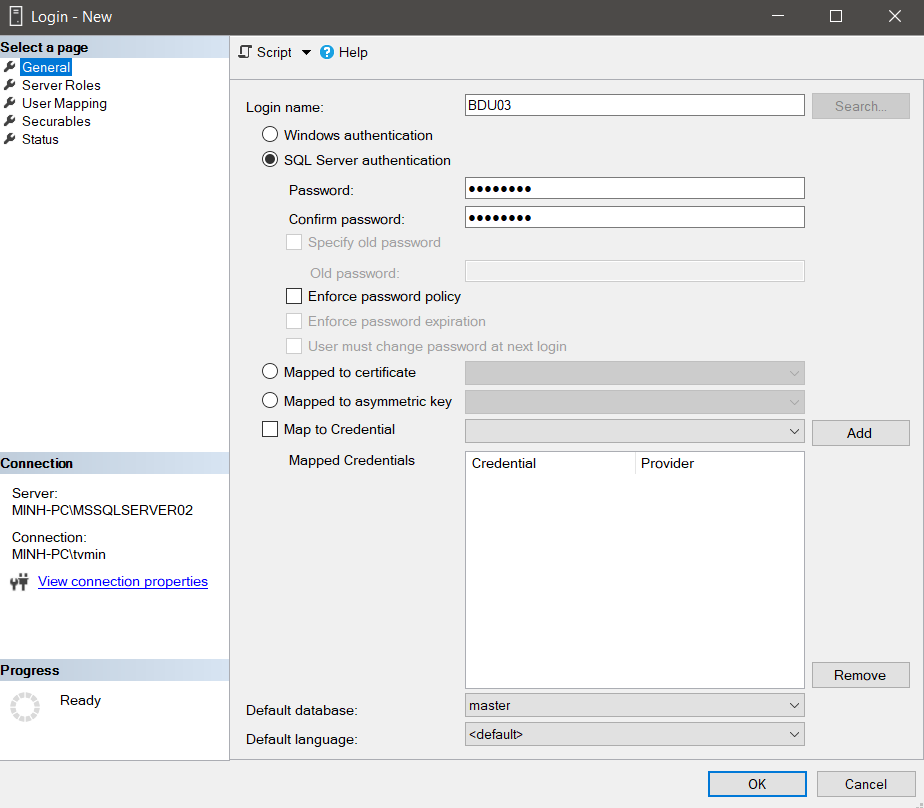 Login - New
Select a page
General
Server Roles
User Mapping
Securables
Status
Script
Help
Login name:
BDU03
Search...
Windows authentication
SQL Server authentication
Password:
●●●●●●●●
Confirm password:
●●●●●●●●
Specify old password
Old password:
Enforce password policy
Enforce password expiration
User must change password at next login
Mapped to certificate
Mapped to asymmetric key
Map to Credential
Add
Mapped Credentials
Credential
Provider
Remove
Default database:
master
Default language:
<default>
Connection
Server:
MINH-PC\MSSQLSERVER02
Connection:
MINH-PC\tvmin
View connection properties
Progress
Ready
OK
Cancel